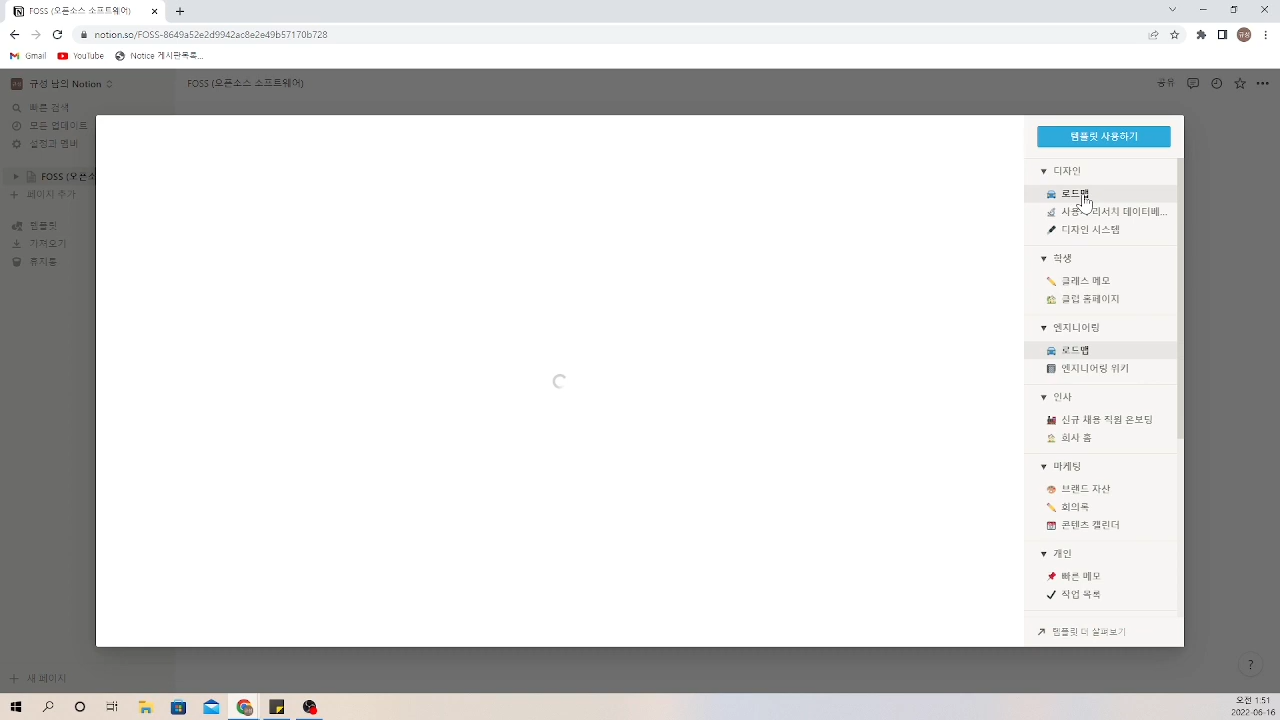 FOSS (오픈소스 소프트웨어)
notion.so/FOSS-8649a52e2d9942ac8e2e49b57170b728
규성
Gmail
YouTube
Notice 게시판목록...
규성 남의 Notion
FOSS (오픈소스 소프트웨어)
공유
빠른 검색
모든 업데이트
설정과 멤버
FOSS (오픈소
페이지 추가
템플릿
가져오기
휴지통
새 페이지
템플릿 사용하기
디자인
로드맵
리서치 데이터베...
디자인 시스템
학생
클래스 메모
클럽 홈페이지
엔지니어링
로드맵
엔지니어링 위키
인사
신규 채용 직원 온보딩
회사 홈
마케팅
브랜드 자산
회의록
콘텐츠 캘린더
개인
빠른 메모
작업 목록
템플릿 더 살펴보기
?
오전 1:51
2022-06-16